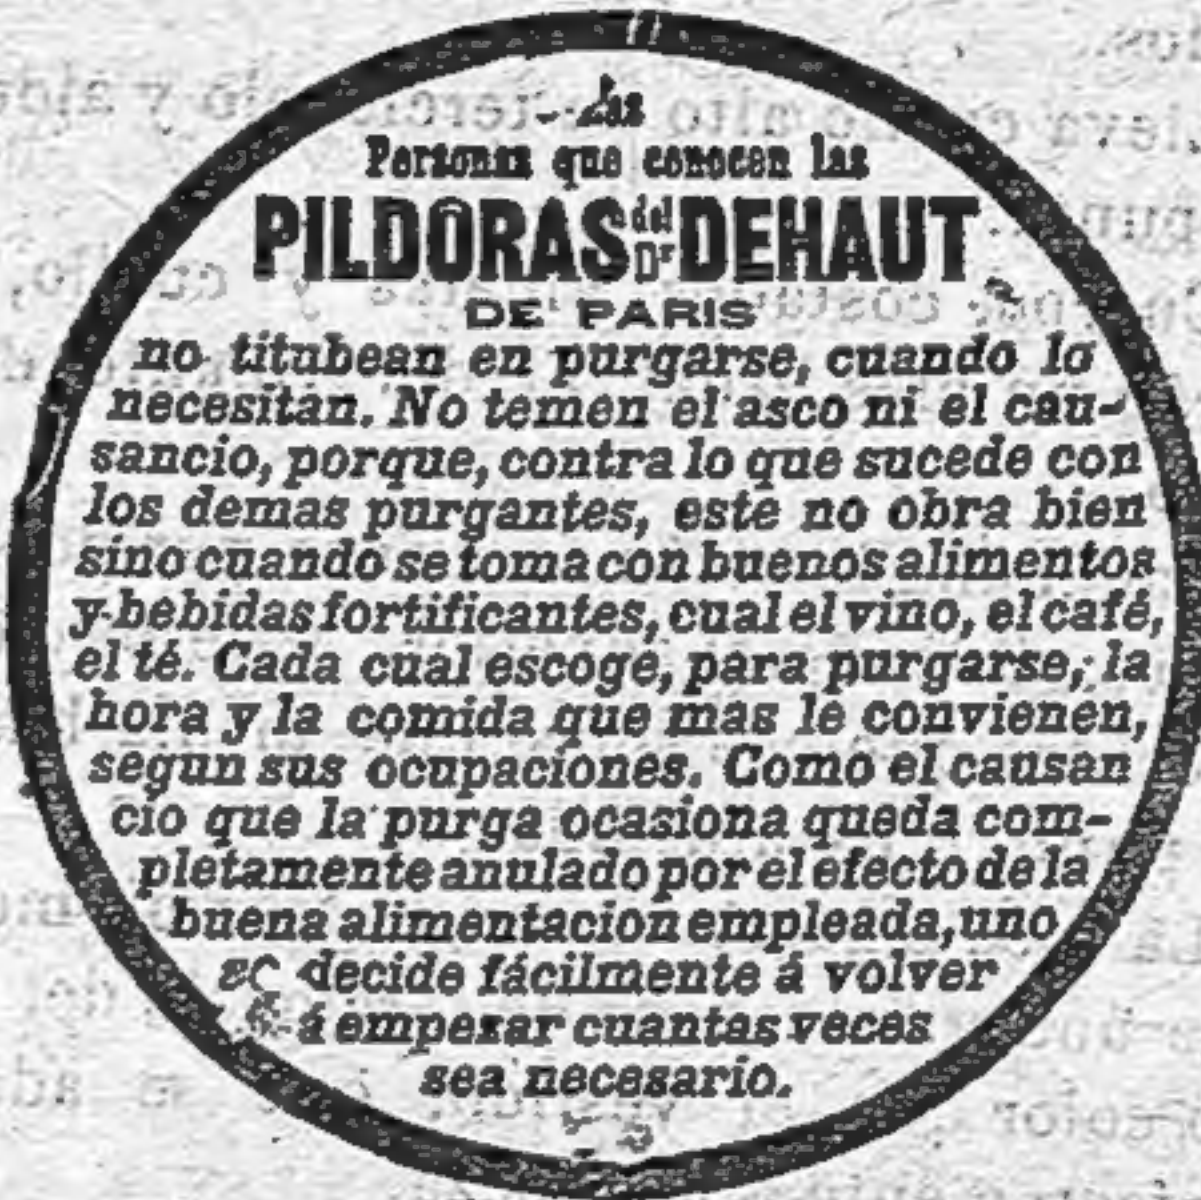 Las
Personas que conocen las
PILDORAS del Dr DEHAUT
DE PARIS
no titubean en purgarse, cuando lo
necesitan. No temen el asco ni el cau-
sancio, porque, contra lo que sucede con
los demas purgantes, este no obra bien
sino cuando se toma con buenos alimentos
y bebidas fortificantes, cual el vino, el café,
el té. Cada cual escoge, para purgarse, la
hora y la comida que mas le convienen,
segun sus ocupaciones. Como el causan
cio que la purga ocasiona queda com-
pletamente anulado por el efecto de la
buena alimentacion empleada, uno
se decide fácilmente á volver
á empezar cuantas veces
sea necesario.